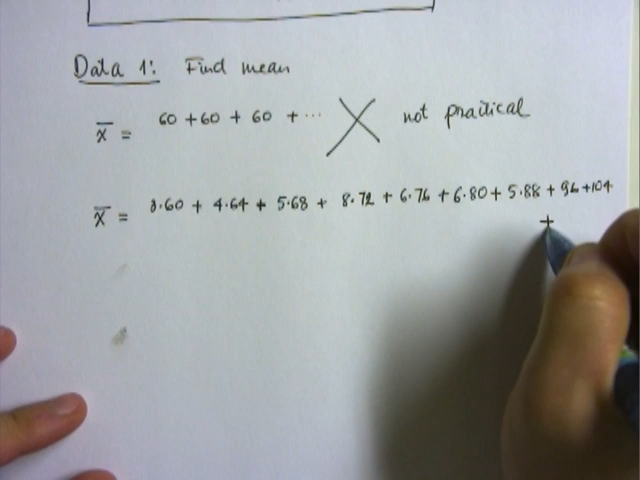 Data 1: Find mean
x̄ = 60 + 60 + 60 + ... X not practical
x̄ = 3·60 + 4·64 + 5·68 + 8·72 + 6·76 + 6·80 + 5·88 + 96 + 104
+